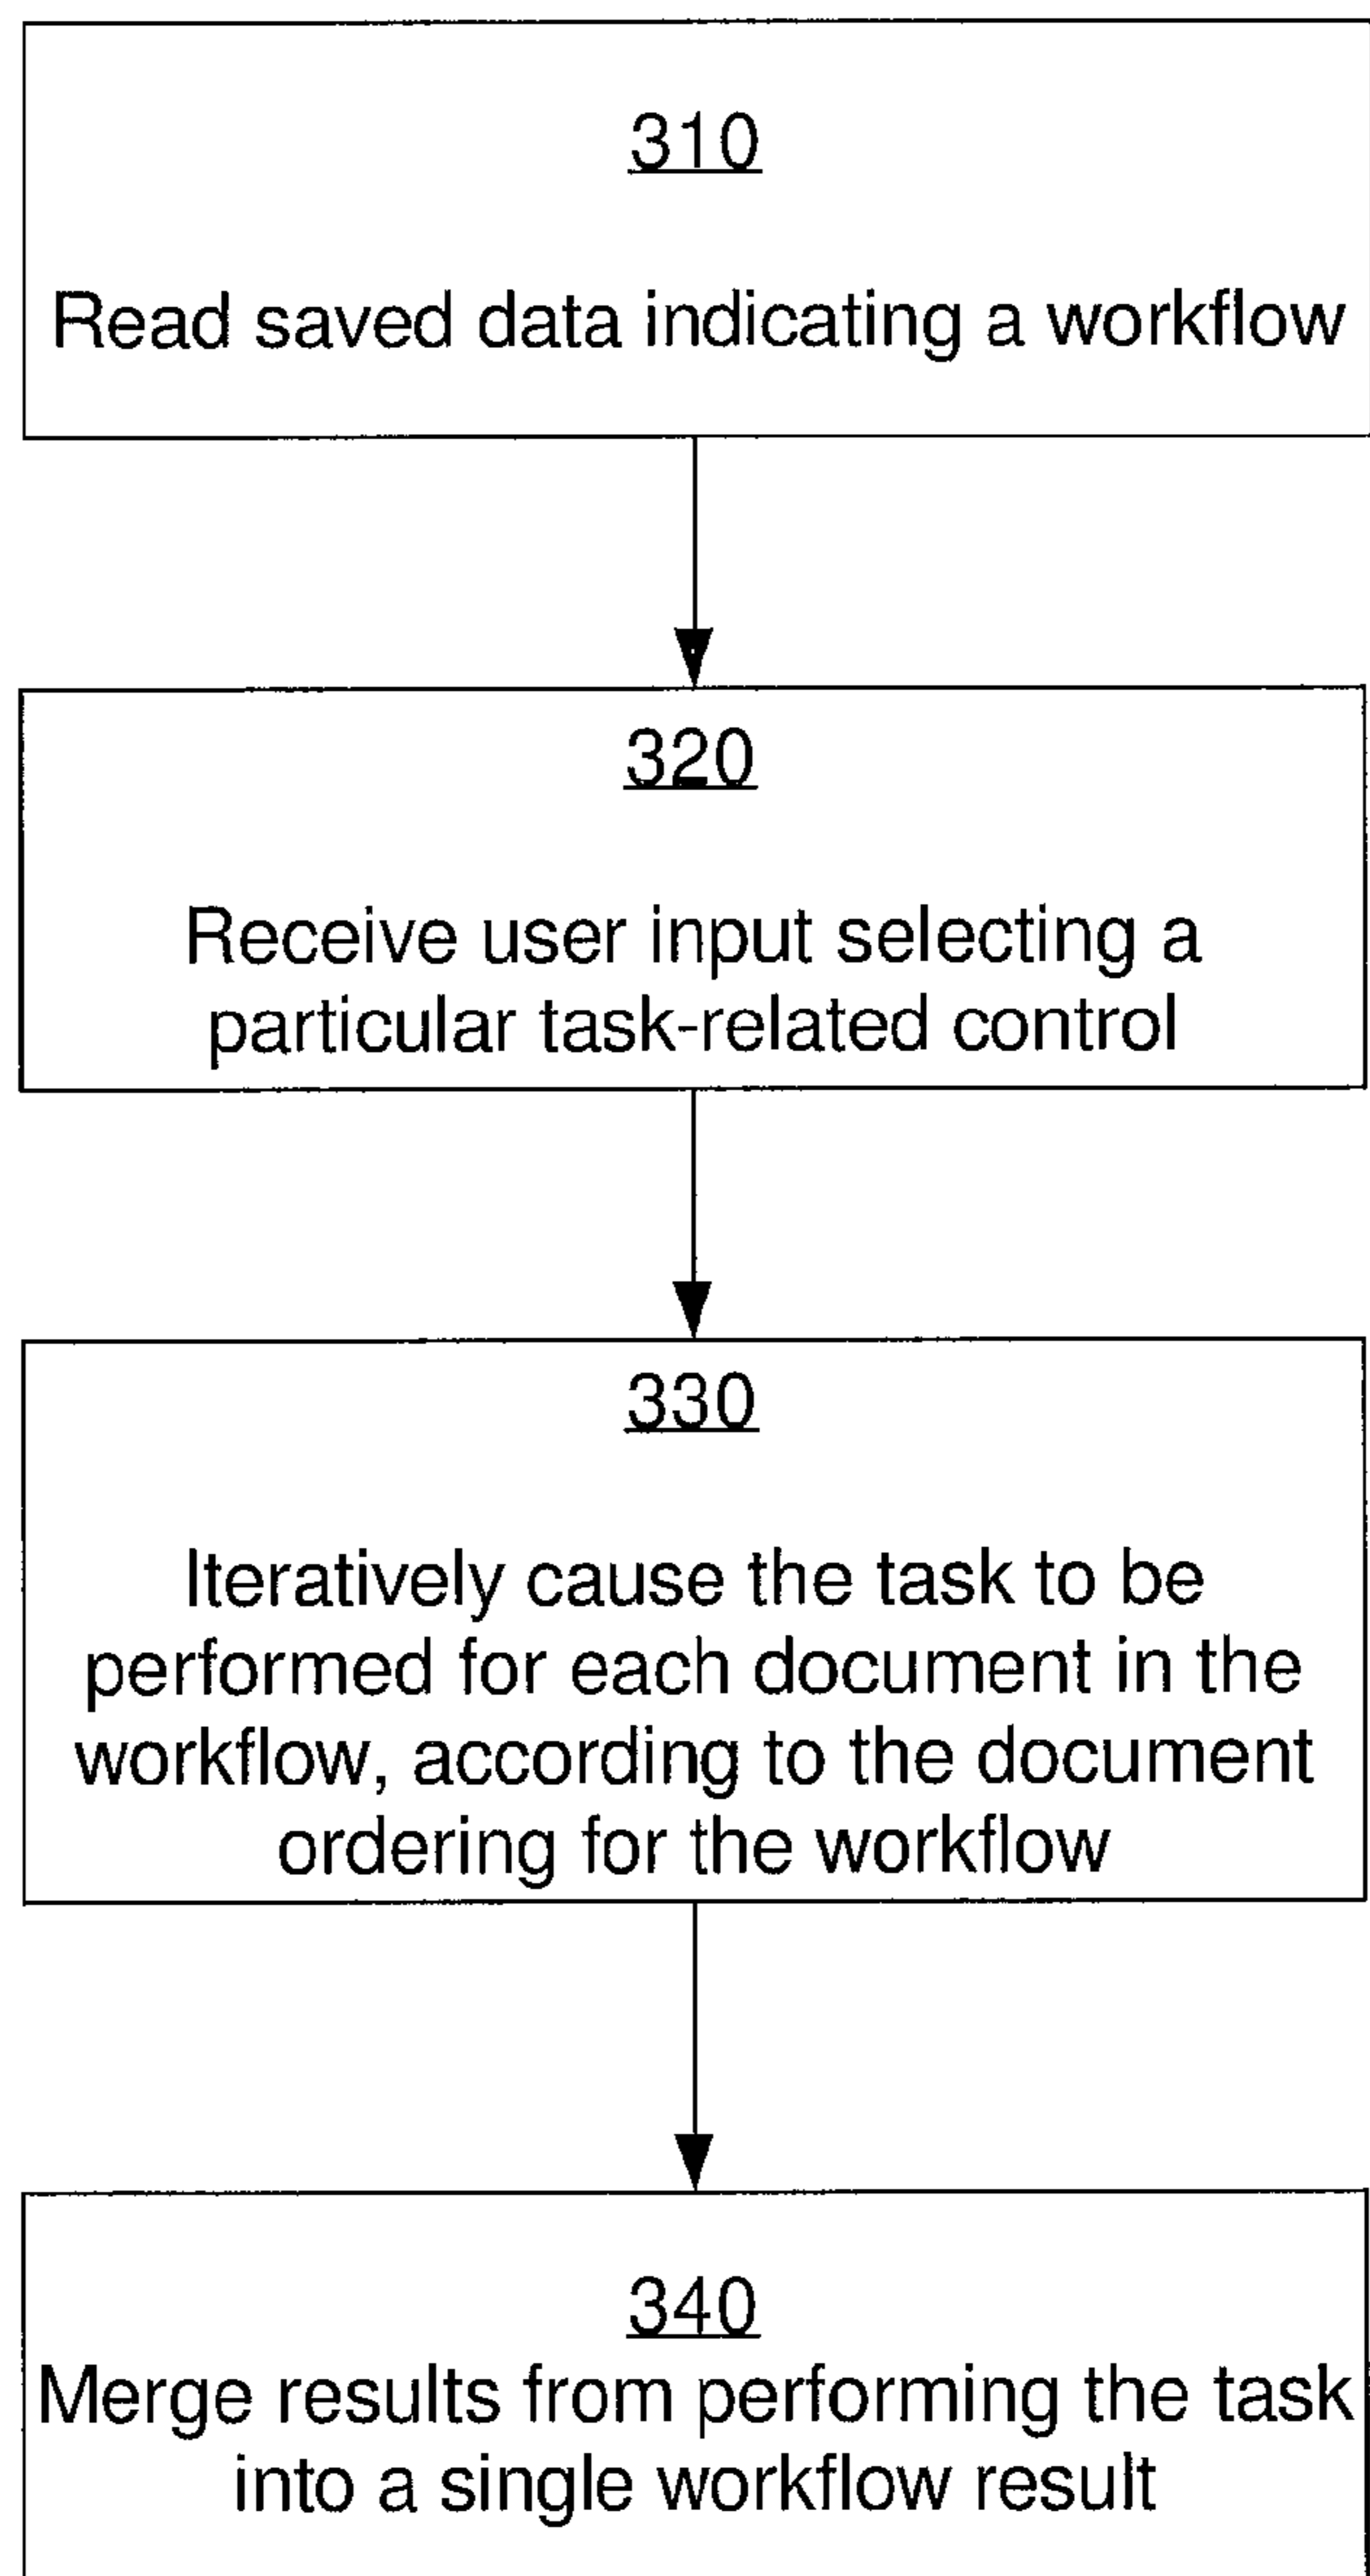 310
Read saved data indicating a workflow
320
Receive user input selecting a
particular task-related control
330
Iteratively cause the task to be
performed for each document in the
workflow, according to the document
ordering for the workflow
340
Merge results from performing the task
into a single workflow result